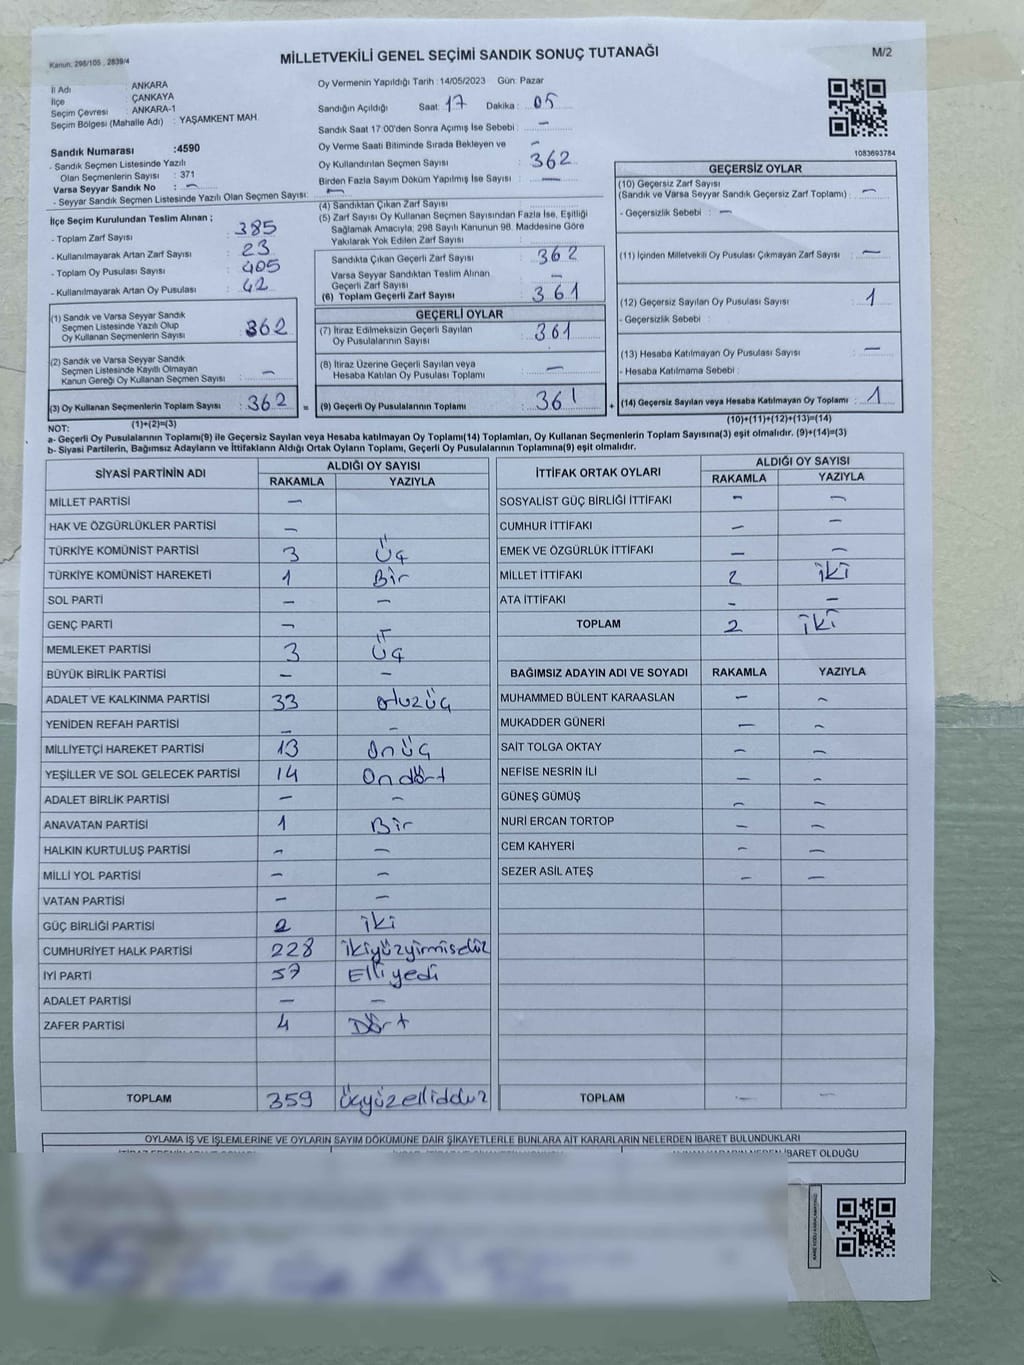 Kanun: 298/105 , 2839/4
MİLLETVEKİLİ GENEL SEÇİMİ SANDIK SONUÇ TUTANAĞI
M/2
İl Adı : ANKARA
İlçe : ÇANKAYA
Seçim Çevresi : ANKARA-1
Seçim Bölgesi (Mahalle Adı) : YAŞAMKENT MAH.
Sandık Numarası :4590
- Sandık Seçmen Listesinde Yazılı
Olan Seçmenlerin Sayısı : 371
Varsa Seyyar Sandık No : -
- Seyyar Sandık Seçmen Listesinde Yazılı Olan Seçmen Sayısı: -
Oy Vermenin Yapıldığı Tarih :14/05/2023 Gün: Pazar
Sandığın Açıldığı Saat: 17 Dakika : 05
Sandık Saat 17:00'den Sonra Açımış İse Sebebi : -
Oy Verme Saati Bitiminde Sırada Bekleyen ve -
Oy Kullandırılan Seçmen Sayısı : 362
Birden Fazla Sayım Döküm Yapılmış İse Sayısı : -
1083693784
İlçe Seçim Kurulundan Teslim Alınan ;
- Toplam Zarf Sayısı : 385
- Kullanılmayarak Artan Zarf Sayısı : 23
- Toplam Oy Pusulası Sayısı : 405
- Kullanılmayarak Artan Oy Pusulası : 42
(4) Sandıktan Çıkan Zarf Sayısı :
(5) Zarf Sayısı Oy Kullanan Seçmen Sayısından Fazla İse, Eşitliği
Sağlamak Amacıyla; 298 Sayılı Kanunun 98. Maddesine Göre
Yakılarak Yok Edilen Zarf Sayısı :
Sandıkta Çıkan Geçerli Zarf Sayısı : 362
Varsa Seyyar Sandıktan Teslim Alınan
Geçerli Zarf Sayısı : -
(6) Toplam Geçerli Zarf Sayısı : 361
GEÇERSİZ OYLAR
(10) Geçersiz Zarf Sayısı
(Sandık ve Varsa Seyyar Sandık Geçersiz Zarf Toplamı) : -
- Geçersizlik Sebebi : -
(11) İçinden Milletvekili Oy Pusulası Çıkmayan Zarf Sayısı : -
(12) Geçersiz Sayılan Oy Pusulası Sayısı : 1
- Geçersizlik Sebebi :
(13) Hesaba Katılmayan Oy Pusulası Sayısı : -
- Hesaba Katılmama Sebebi :
(14) Geçersiz Sayılan veya Hesaba Katılmayan Oy Toplamı : 1
(10)+(11)+(12)+(13)=(14)
(1) Sandık ve Varsa Seyyar Sandık
Seçmen Listesinde Yazılı Olup
Oy Kullanan Seçmenlerin Sayısı : 362
(2) Sandık ve Varsa Seyyar Sandık
Seçmen Listesinde Kayıtlı Olmayan
Kanun Gereği Oy Kullanan Seçmen Sayısı : -
(3) Oy Kullanan Seçmenlerin Toplam Sayısı : 362 =
(1)+(2)=(3)
GEÇERLİ OYLAR
(7) İtiraz Edilmeksizin Geçerli Sayılan
Oy Pusulalarının Sayısı : 361
(8) İtiraz Üzerine Geçerli Sayılan veya
Hesaba Katılan Oy Pusulası Toplamı : -
(9) Geçerli Oy Pusulalarının Toplamı : 361 +
NOT:
a- Geçerli Oy Pusulalarının Toplamı(9) ile Geçersiz Sayılan veya Hesaba katılmayan Oy Toplamı(14) Toplamları, Oy Kullanan Seçmenlerin Toplam Sayısına(3) eşit olmalıdır. (9)+(14)=(3)
b- Siyasi Partilerin, Bağımsız Adayların ve İttifakların Aldığı Ortak Oyların Toplamı, Geçerli Oy Pusulalarının Toplamına(9) eşit olmalıdır.
SİYASİ PARTİNİN ADI ALDIĞI OY SAYISI
RAKAMLA YAZIYLA
MİLLET PARTİSİ -
HAK VE ÖZGÜRLÜKLER PARTİSİ -
TÜRKİYE KOMÜNİST PARTİSİ 3 Üç
TÜRKİYE KOMÜNİST HAREKETİ 1 Bir
SOL PARTİ - -
GENÇ PARTİ -
MEMLEKET PARTİSİ 3 Üç
BÜYÜK BİRLİK PARTİSİ - -
ADALET VE KALKINMA PARTİSİ 33 otuzüç
YENİDEN REFAH PARTİSİ - -
MİLLİYETÇİ HAREKET PARTİSİ 13 onüç
YEŞİLLER VE SOL GELECEK PARTİSİ 14 Ondört
ADALET BİRLİK PARTİSİ - -
ANAVATAN PARTİSİ 1 Bir
HALKIN KURTULUŞ PARTİSİ - -
MİLLİ YOL PARTİSİ - -
VATAN PARTİSİ - -
GÜÇ BİRLİĞİ PARTİSİ 2 iki
CUMHURİYET HALK PARTİSİ 228 ikiyüzyirmisekiz
İYİ PARTİ 57 Elliyedi
ADALET PARTİSİ - -
ZAFER PARTİSİ 4 Dört
TOPLAM 359
İTTİFAK ORTAK OYLARI ALDIĞI OY SAYISI
RAKAMLA YAZIYLA
SOSYALİST GÜÇ BİRLİĞİ İTTİFAKI - -
CUMHUR İTTİFAKI - -
EMEK VE ÖZGÜRLÜK İTTİFAKI - -
MİLLET İTTİFAKI 2 iki
ATA İTTİFAKI - -
TOPLAM 2 iki
BAĞIMSIZ ADAYIN ADI VE SOYADI RAKAMLA YAZIYLA
MUHAMMED BÜLENT KARAASLAN - -
MUKADDER GÜNERİ - -
SAİT TOLGA OKTAY - -
NEFİSE NESRİN İLİ - -
GÜNEŞ GÜMÜŞ - -
NURİ ERCAN TORTOP - -
CEM KAHYERİ - -
SEZER ASİL ATEŞ - -
TOPLAM - -
OYLAMA İŞ VE İŞLEMLERİNE VE OYLARIN SAYIM DÖKÜMÜNE DAİR ŞİKAYETLERLE BUNLARA AİT KARARLARIN NELERDEN İBARET BULUNDUKLARI
İBARET OLDUĞU